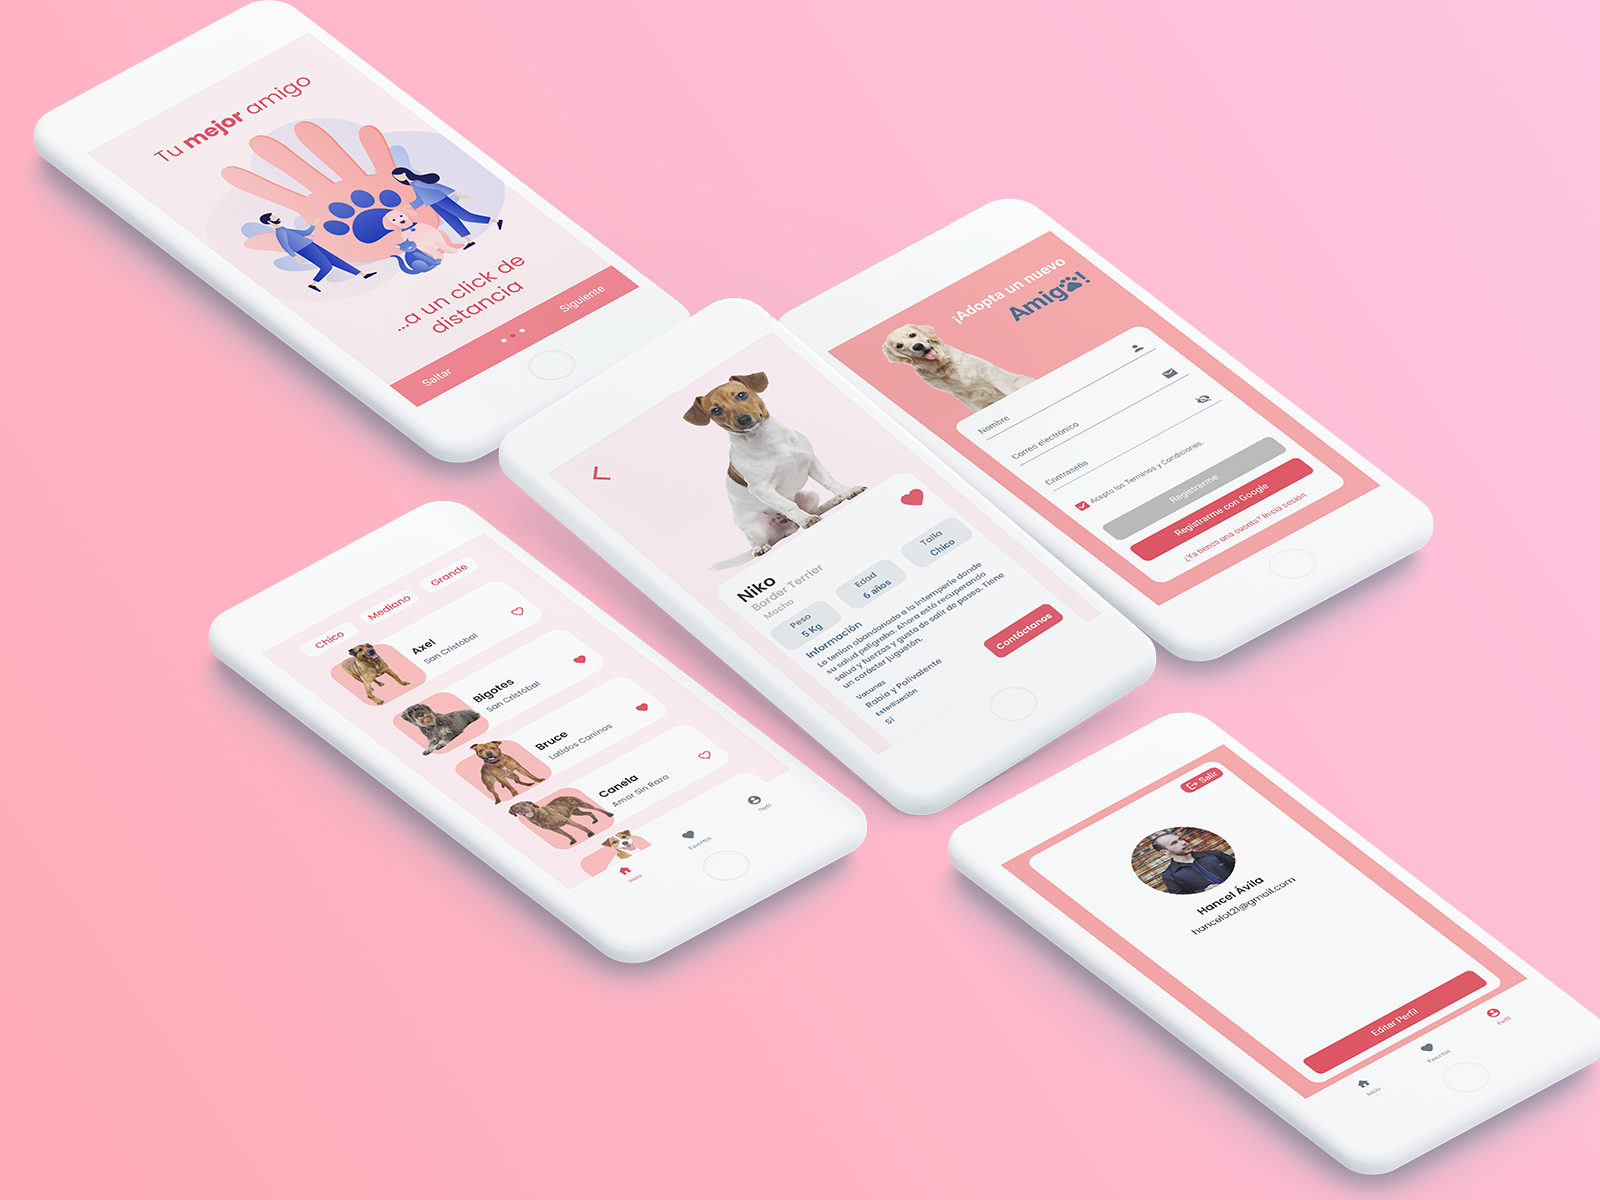 Tu mejor amigo
...a un click de
distancia
Saltar
Siguiente
¡Adopta un nuevo
Amigo!
Nombre
Correo electrónico
Contraseña
Acepto los Terminos y Condiciones.
Registrarme
Registrarme con Google
¿Ya tienes una cuenta? Inicia sesión
Niko
Border Terrier
Macho
Peso
5 Kg
Edad
6 años
Talla
Chico
Información
Lo tenían abandonado a la intemperie donde
su salud peligraba. Ahora está recuperando
salud y fuerzas y gusta de salir de paseo. Tiene
un carácter juguetón.
Vacunas
Rabia y Polivalente
Esterilización
Sí
Contáctanos
Chico
Mediano
Grande
Axel
San Cristóbal
Bigotes
San Cristóbal
Bruce
Latidos Caninos
Canela
Amor Sin Raza
Inicio
Favoritos
Perfil
Salir
Hancel Ávila
hancelot21@gmail.com
Editar Perfil
Inicio
Favoritos
Perfil